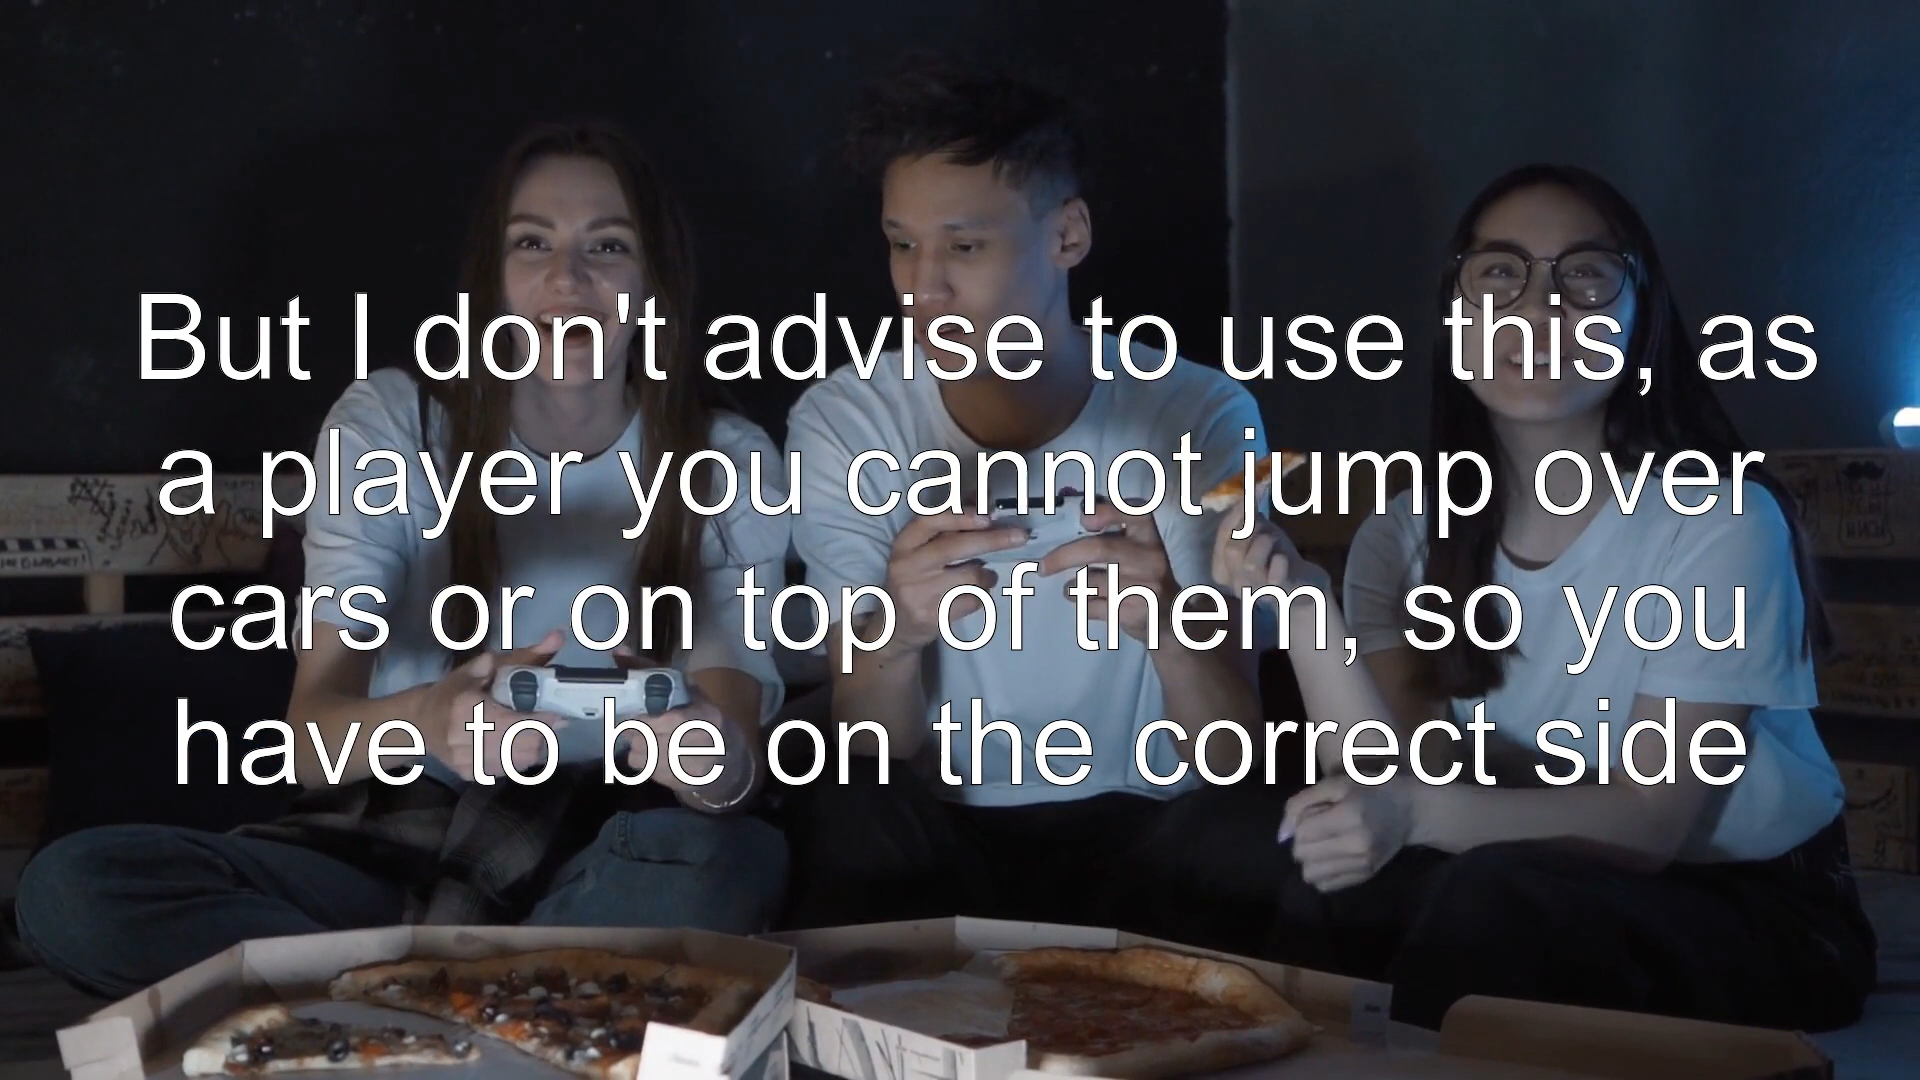 But I don't advise to use this, as
a player you cannot jump over
cars or on top of them, so you
have to be on the correct side